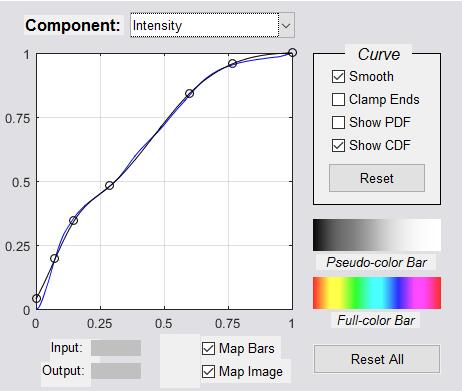 Component: Intensity
Curve
Smooth
Clamp Ends
Show PDF
Show CDF
Reset
1
0.75
0.5
0.25
0
0 0.25 0.5 0.75 1
Pseudo-color Bar
Full-color Bar
Input:
Output:
Map Bars
Map Image
Reset All